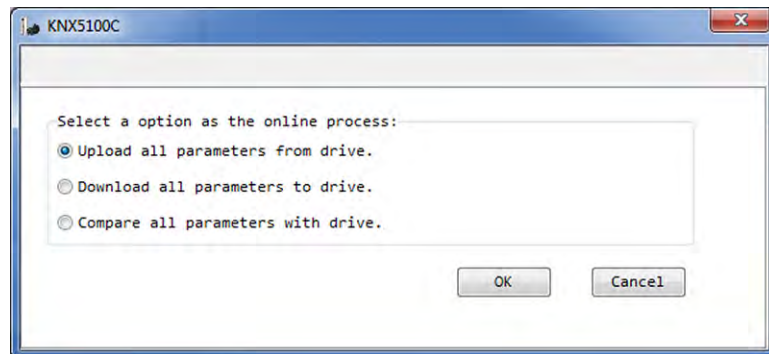 KNX5100C
Select a option as the online process:
Upload all parameters from drive.
Download all parameters to drive.
Compare all parameters with drive.
OK
Cancel